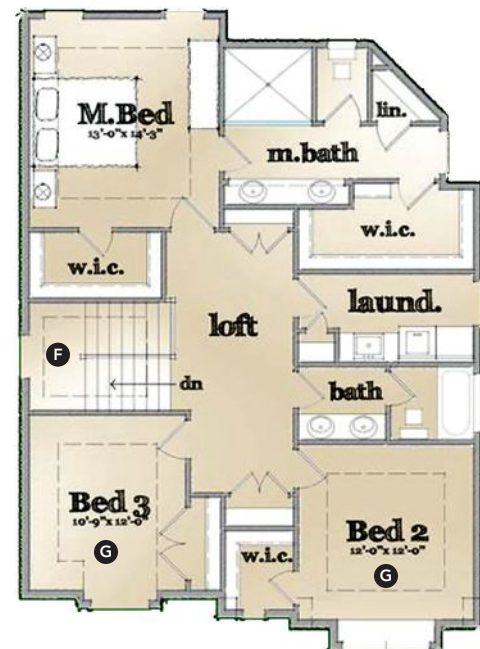 M.Bed
13'-0"x 14'-3"
lin.
m.bath
w.i.c.
w.i.c.
laund.
loft
F
dn
bath
Bed 3
10'-9"x 12'-0"
G
w.i.c.
Bed 2
12'-0"x 12'-0"
G